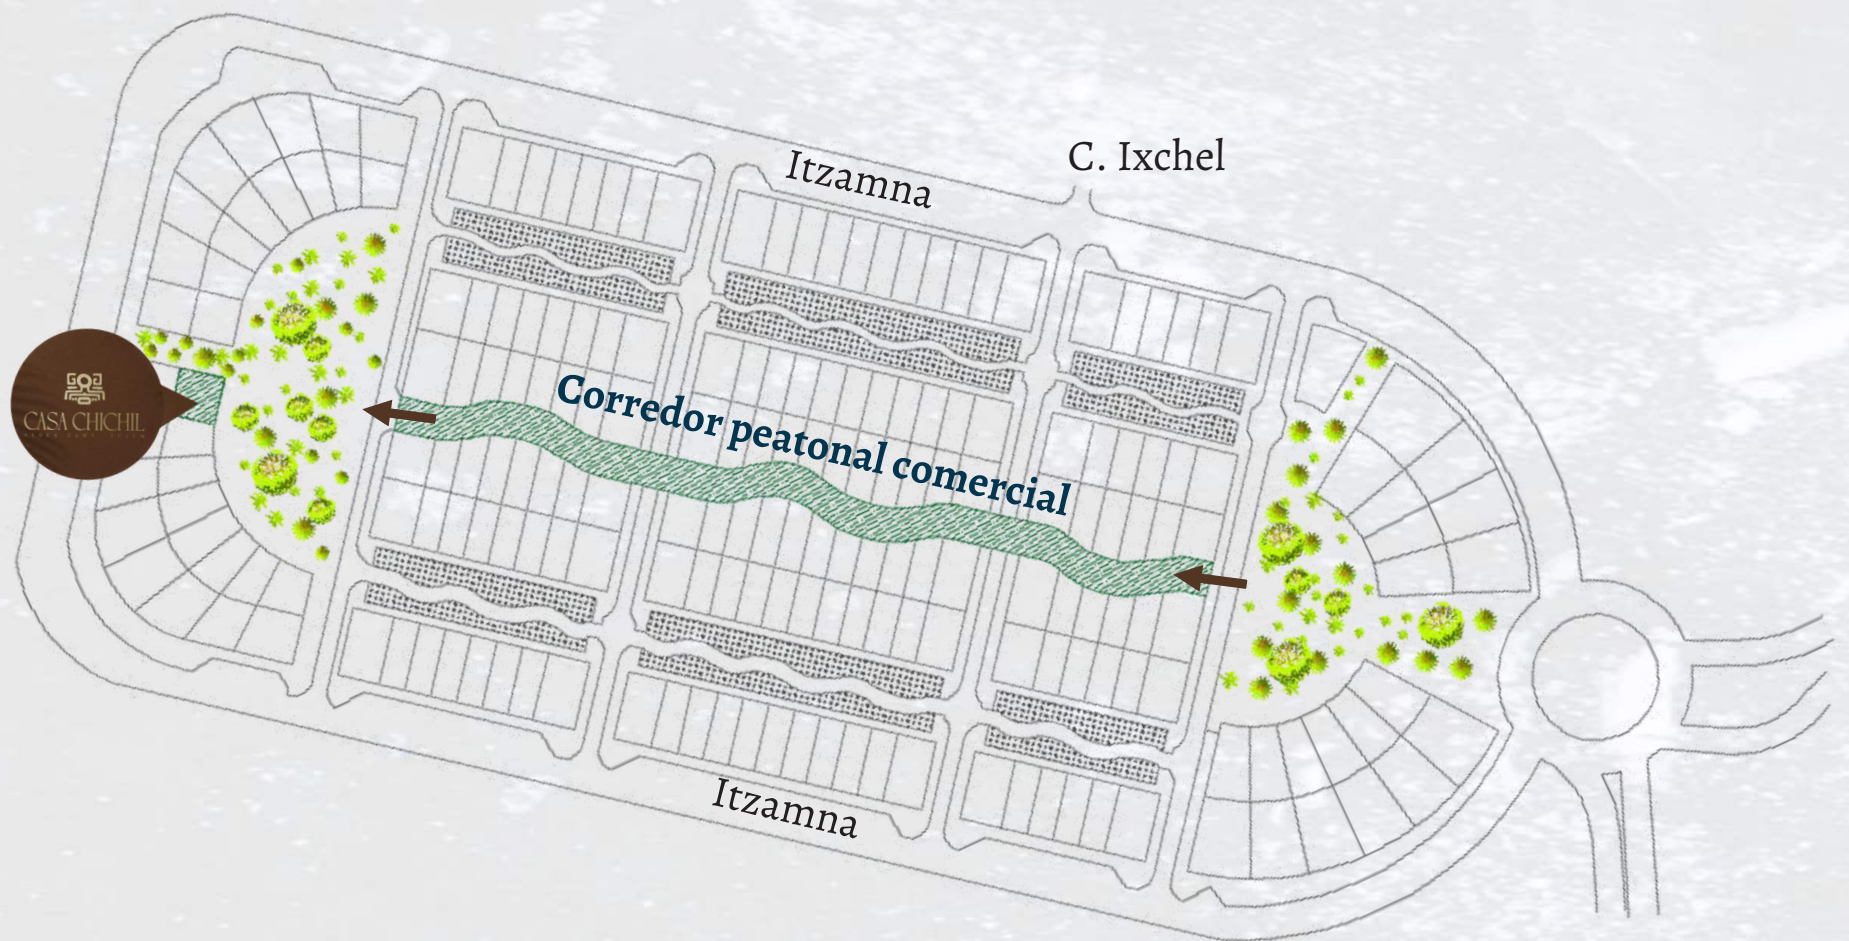 Itzamna
C. Ixchel
Corredor peatonal comercial
CASA CHICHIL
Itzamna